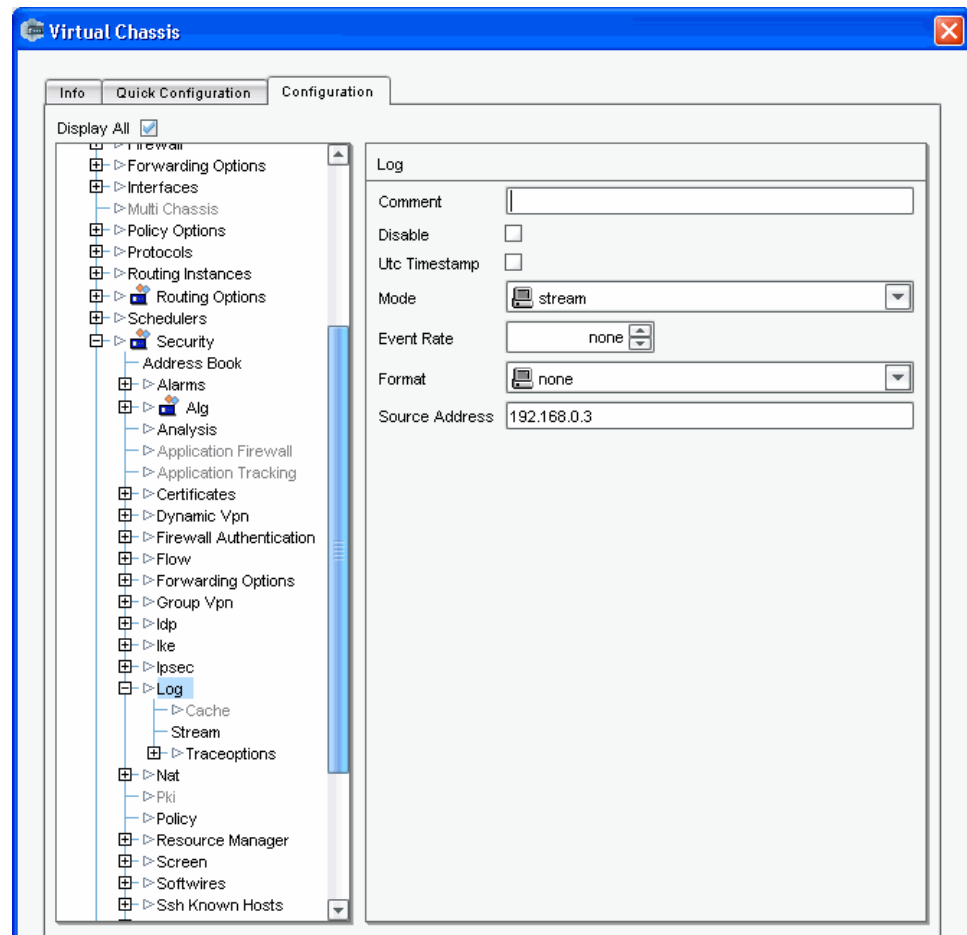 Virtual Chassis
Info Quick Configuration Configuration
Display All
Firewall
Forwarding Options
Interfaces
Multi Chassis
Policy Options
Protocols
Routing Instances
Routing Options
Schedulers
Security
Address Book
Alarms
Alg
Analysis
Application Firewall
Application Tracking
Certificates
Dynamic Vpn
Firewall Authentication
Flow
Forwarding Options
Group Vpn
Idp
Ike
Ipsec
Log
Cache
Stream
Traceoptions
Nat
Pki
Policy
Resource Manager
Screen
Softwires
Ssh Known Hosts
Log
Comment
Disable
Utc Timestamp
Mode stream
Event Rate none
Format none
Source Address 192.168.0.3